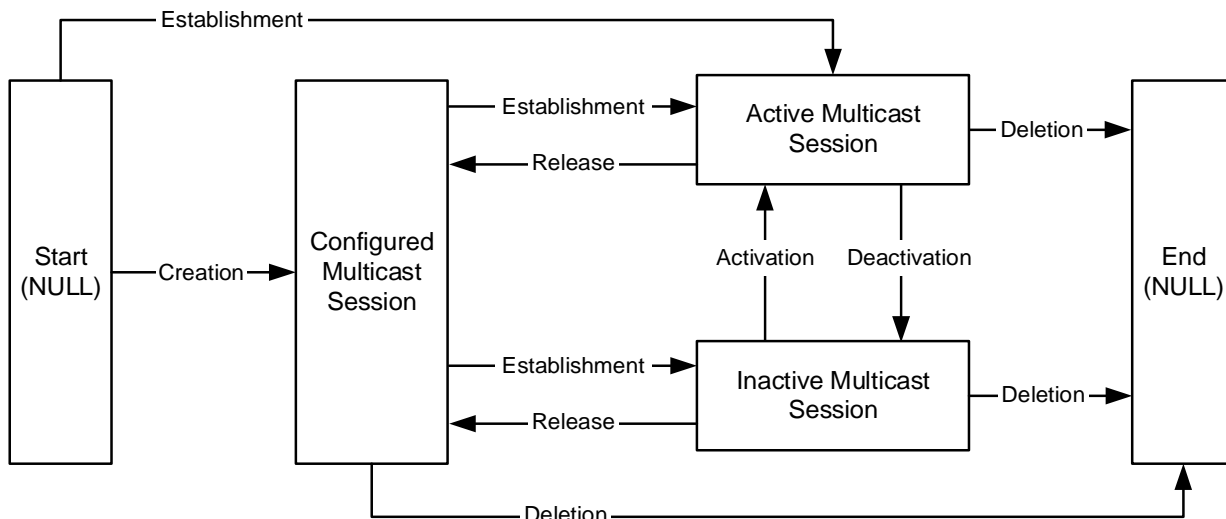 Establishment
Start
(NULL)
Creation
Configured
Multicast
Session
Establishment
Release
Active Multicast
Session
Deletion
Activation
Deactivation
Establishment
Release
Inactive Multicast
Session
Deletion
End
(NULL)
Deletion